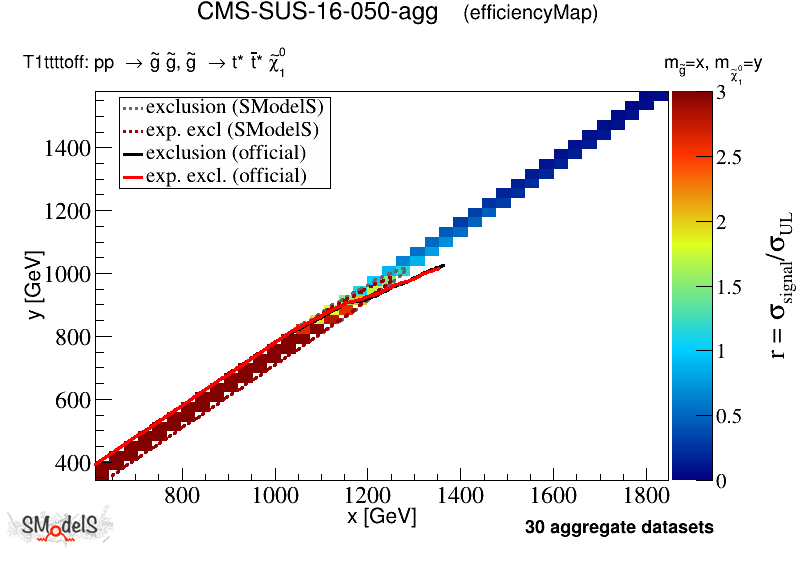 CMS-SUS-16-050-agg (efficiencyMap)
T1ttttoff: pp → g̃ g̃, g̃ → t* t̄* χ̃⁰₁
m_g̃=x, m_χ̃⁰₁=y
exclusion (SModelS)
exp. excl (SModelS)
exclusion (official)
exp. excl. (official)
1400
1200
1000
800
600
400
y [GeV]
800 1000 1200 1400 1600 1800
x [GeV]
3
2.5
2
1.5
1
0.5
0
r = σ_signal/σ_UL
SModelS
30 aggregate datasets